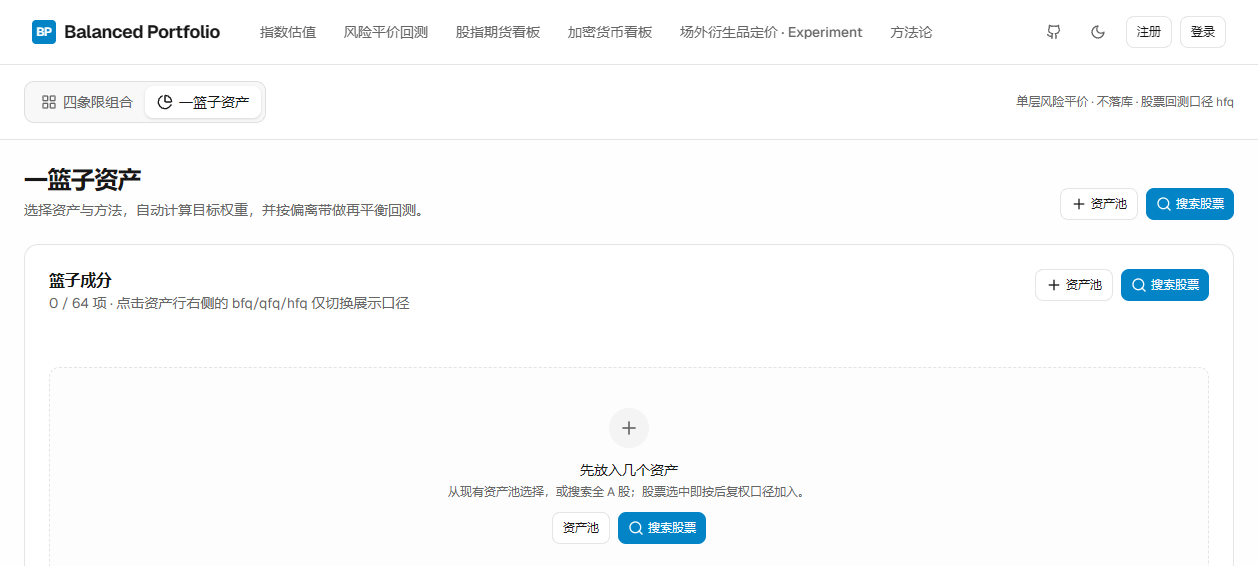 BP Balanced Portfolio 指数估值 风险平价回测 股指期货看板 加密货币看板 场外衍生品定价 · Experiment 方法论 注册 登录
四象限组合 一篮子资产 单层风险平价 · 不落库 · 股票回测口径 hfq
一篮子资产
选择资产与方法，自动计算目标权重，并按偏离带做再平衡回测。
资产池 搜索股票
篮子成分
0 / 64 项 · 点击资产行右侧的 bfq/qfq/hfq 仅切换展示口径
资产池 搜索股票
先放入几个资产
从现有资产池选择，或搜索全 A 股；股票选中即按后复权口径加入。
资产池 搜索股票